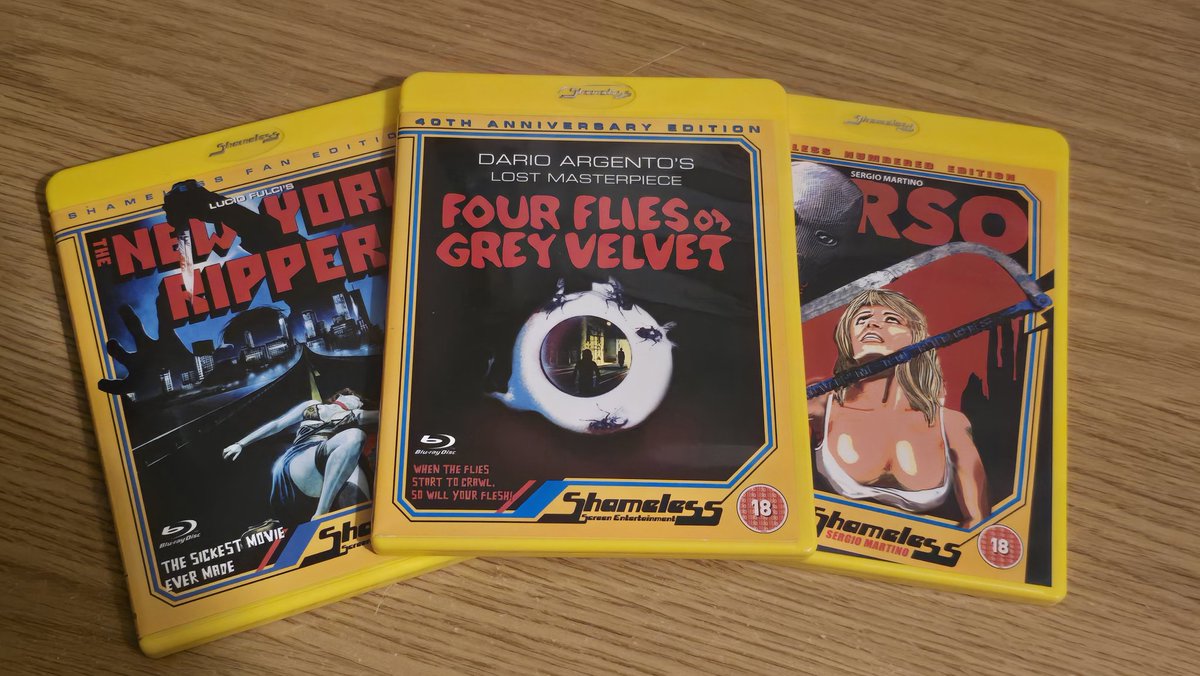 Shameless
SHAMELESS FAN EDITIO
LUCIO FULCI'S
THE
NEW YORK
RIPPER
Blu-ray Disc
THE SICKEST MOVIE
EVER MADE
Sha
Shameless
40TH ANNIVERSARY EDITION
DARIO ARGENTO'S
LOST MASTERPIECE
FOUR FLIES ON
GREY VELVET
Blu-ray Disc
WHEN THE FLIES
START TO CRAWL,
SO WILL YOUR FLESH!
Shameless
Screen Entertainment
18
Shameless
LESS NUMBERED EDITION
SERGIO MARTINO
RSO
Shameless
SERGIO MARTINO
18